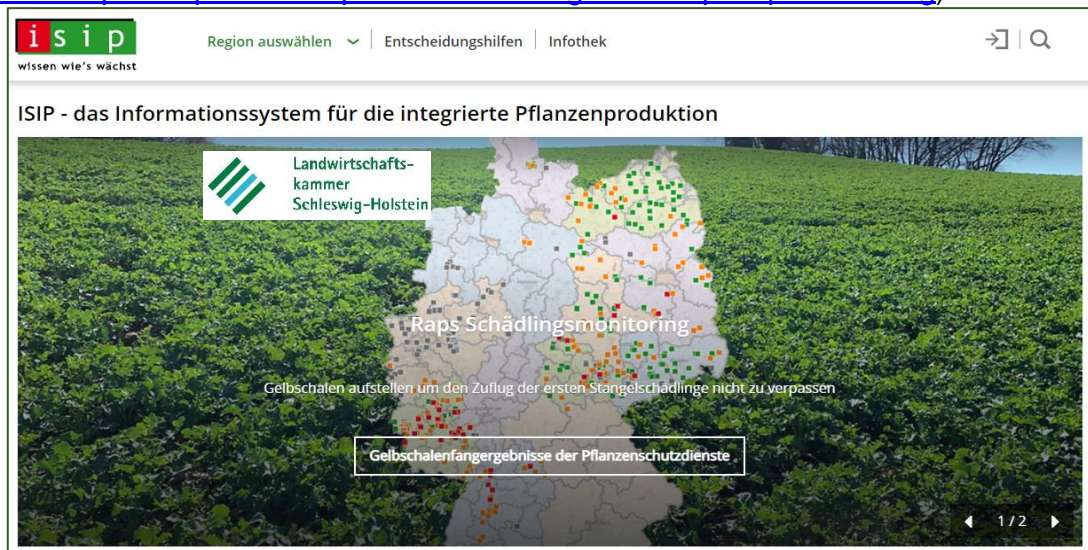 isip
wissen wie's wächst
Region auswählen
Entscheidungshilfen
Infothek
ISIP - das Informationssystem für die integrierte Pflanzenproduktion
Landwirtschafts-
kammer
Schleswig-Holstein
Raps Schädlingsmonitoring
Gelbschalen aufstellen um den Zuflug der ersten Stängelschädlinge nicht zu verpassen
Gelbschalenfangergebnisse der Pflanzenschutzdienste
1 / 2